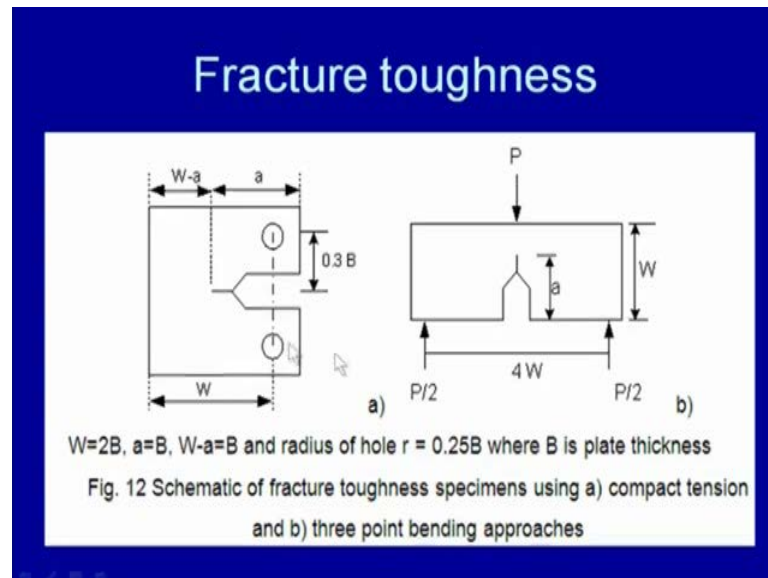 Fracture toughness
W-a
a
0.3 B
W
a)
P
W
a
4 W
P/2
P/2
b)
W=2B, a=B, W-a=B and radius of hole r = 0.25B where B is plate thickness
Fig. 12 Schematic of fracture toughness specimens using a) compact tension
and b) three point bending approaches